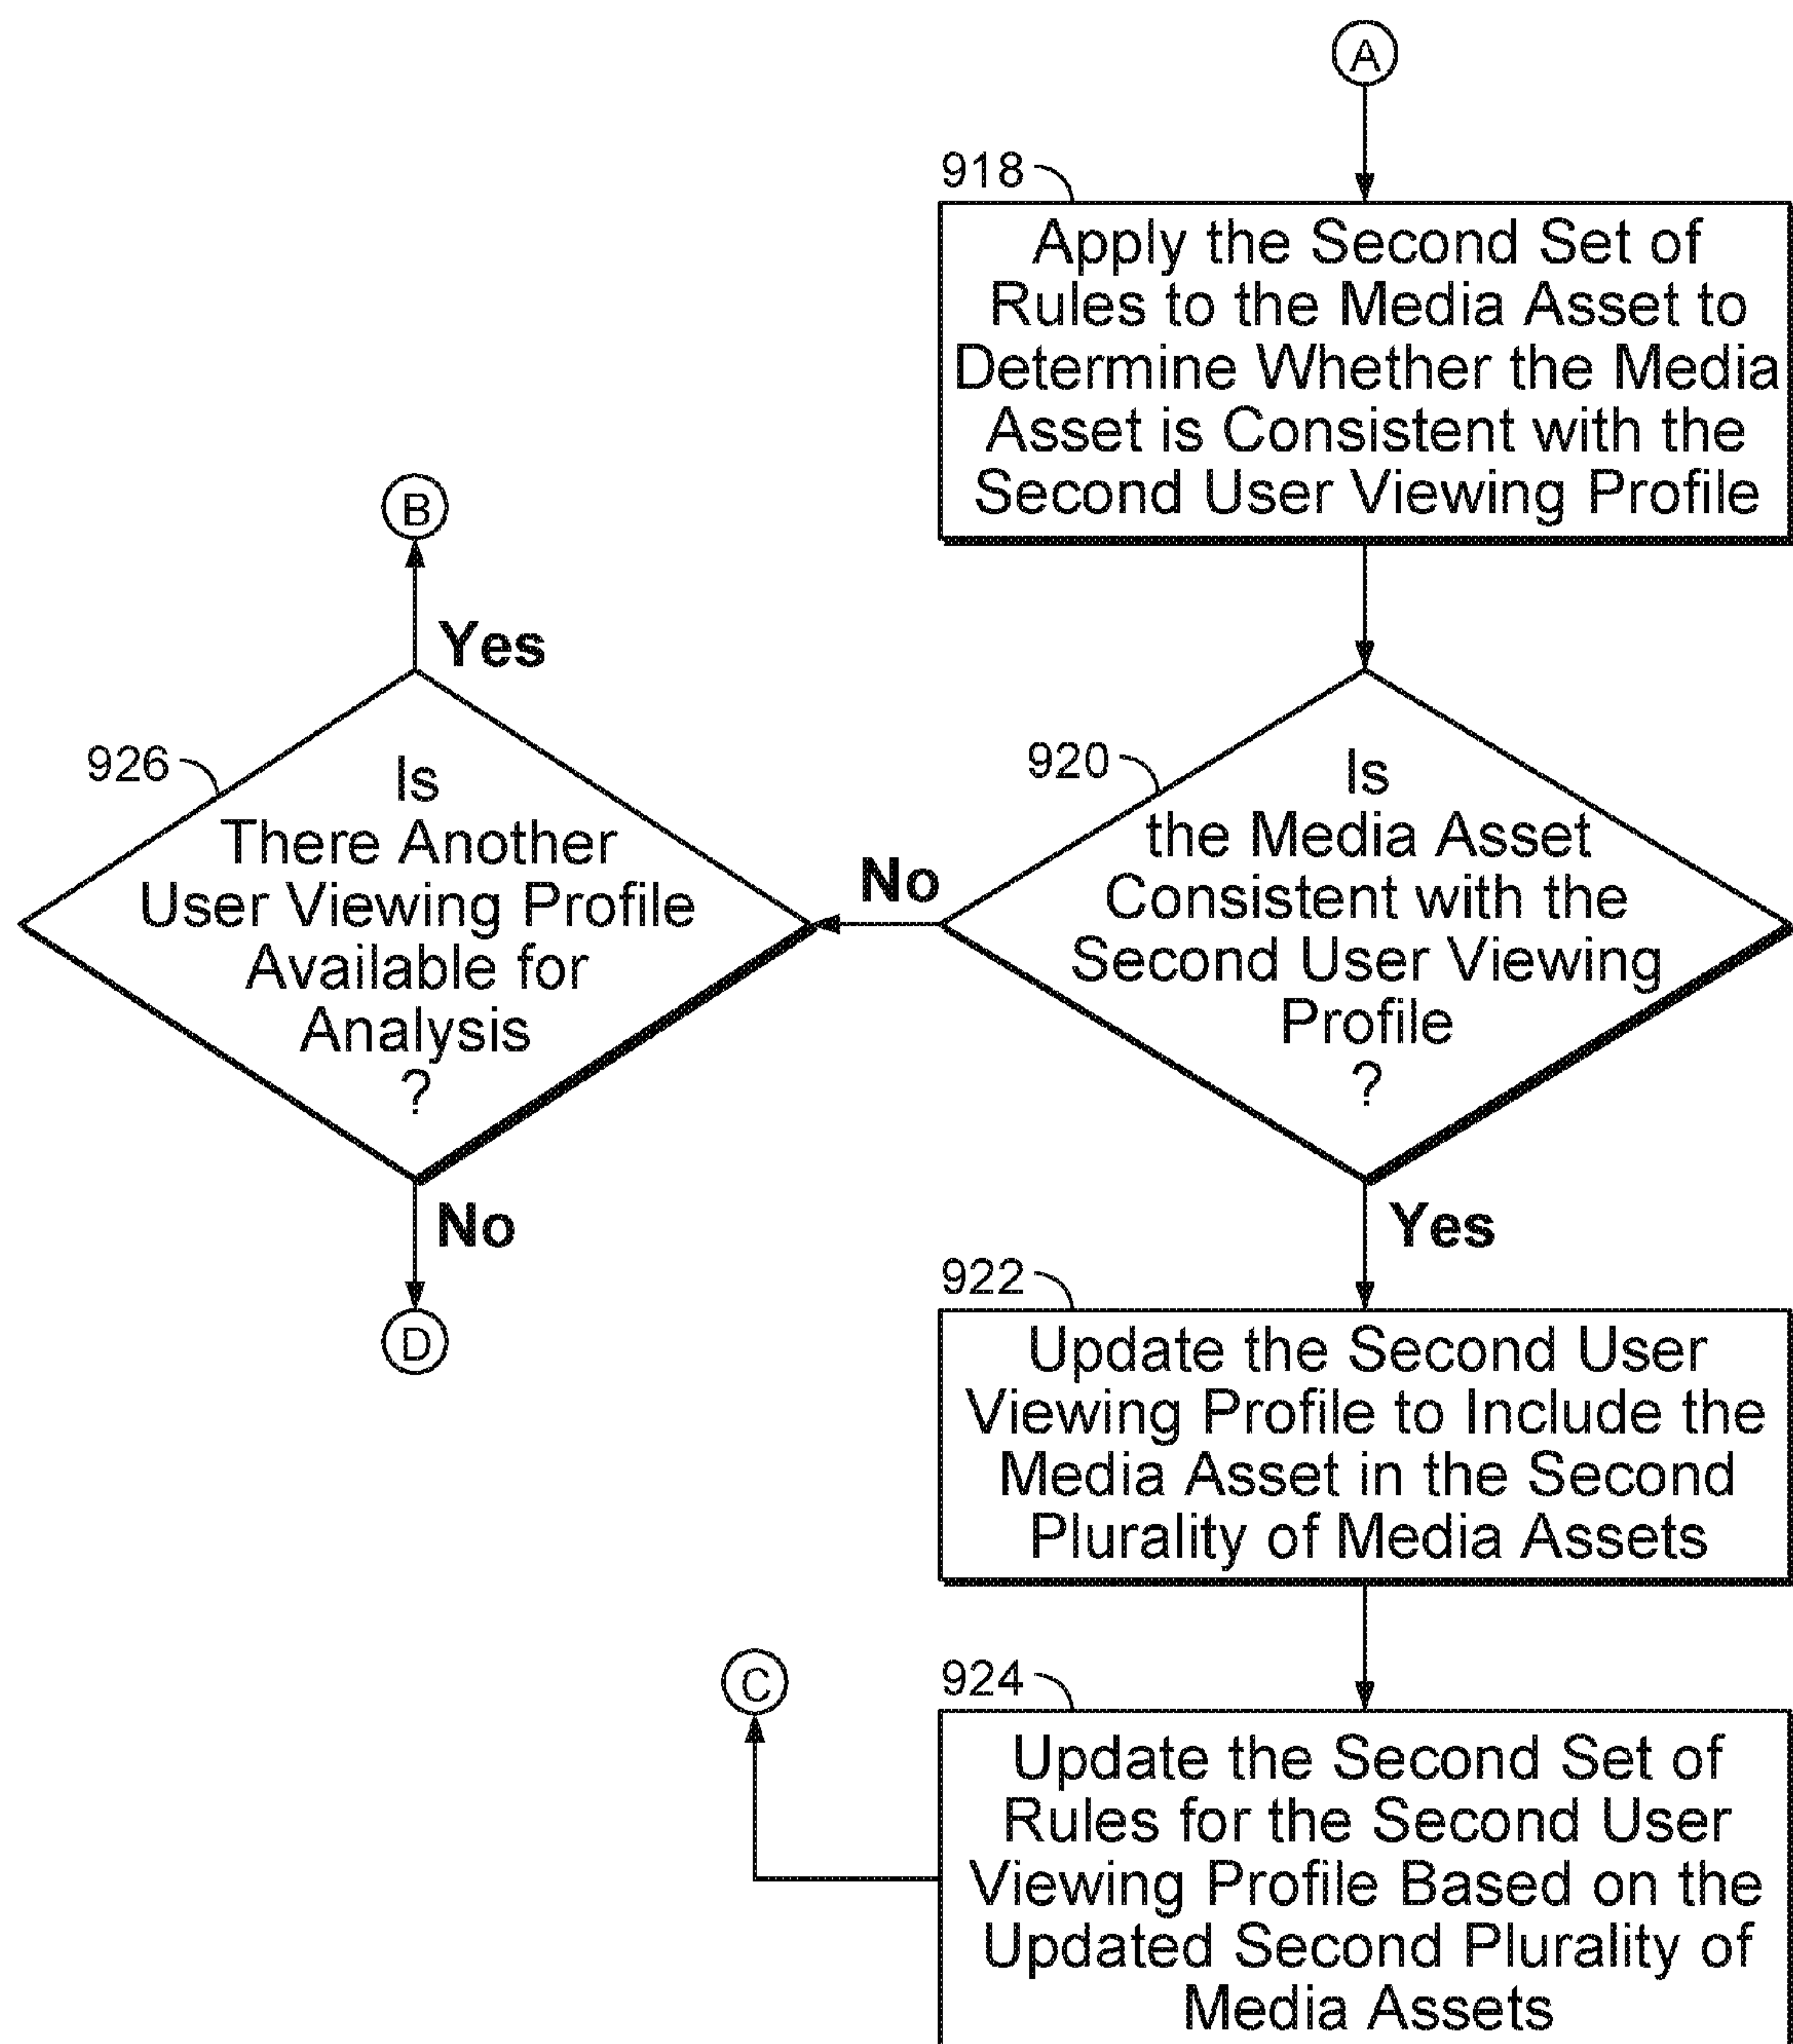 A
918
Apply the Second Set of
Rules to the Media Asset to
Determine Whether the Media
Asset is Consistent with the
Second User Viewing Profile
B
Yes
926
Is
There Another
User Viewing Profile
Available for
Analysis
?
No
920
Is
the Media Asset
Consistent with the
Second User Viewing
Profile
?
No
D
Yes
922
Update the Second User
Viewing Profile to Include the
Media Asset in the Second
Plurality of Media Assets
C
924
Update the Second Set of
Rules for the Second User
Viewing Profile Based on the
Updated Second Plurality of
Media Assets